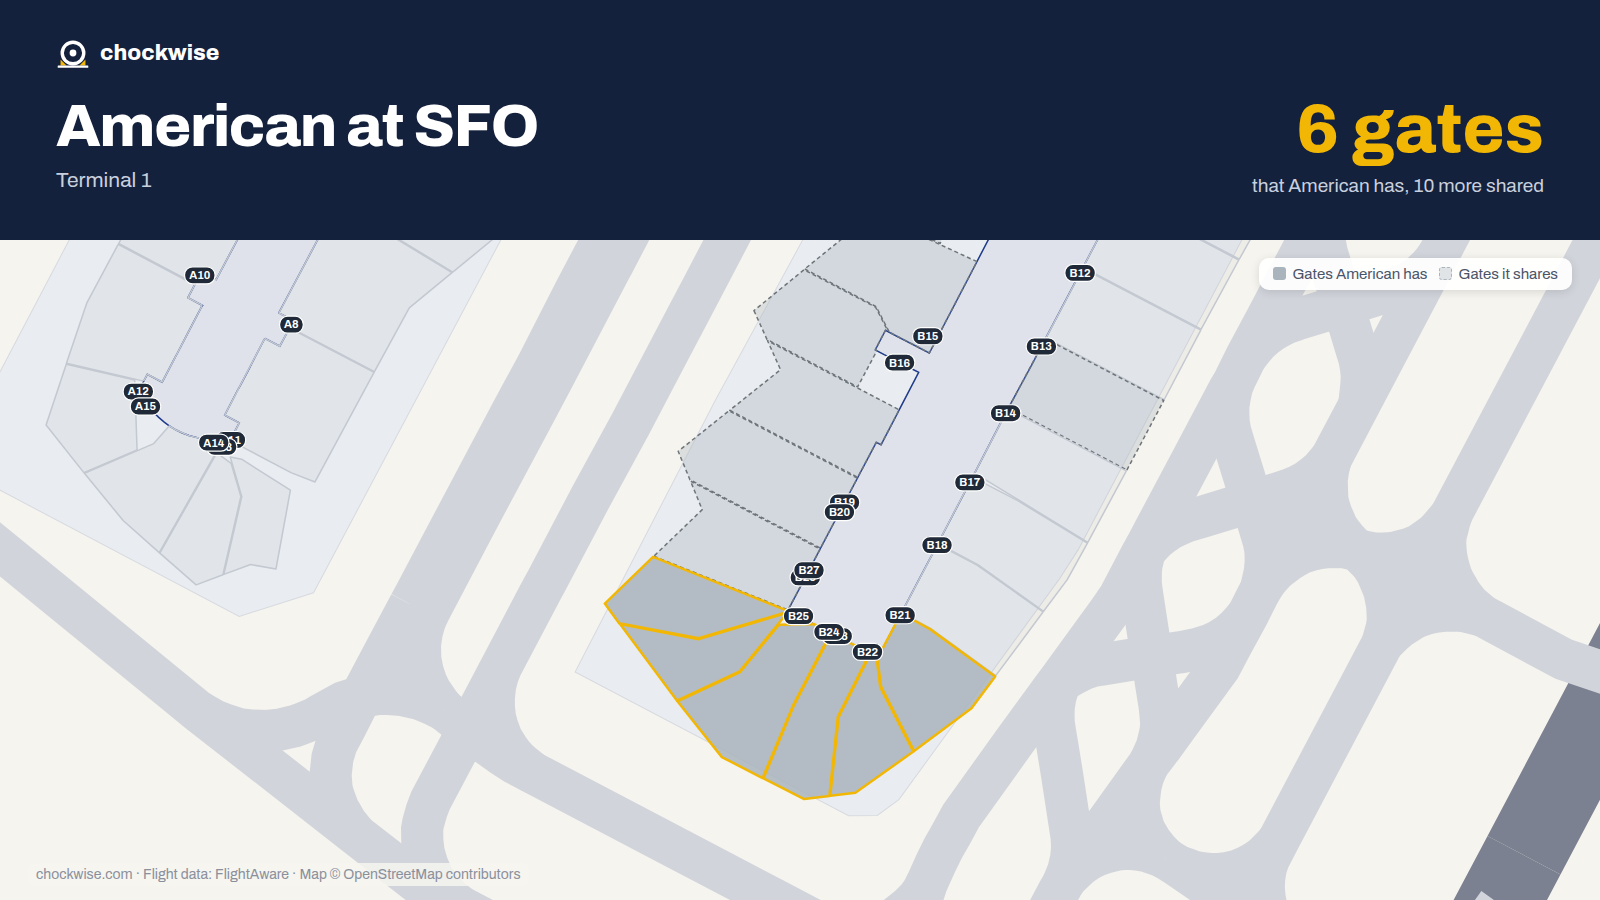 chockwise
American at SFO
Terminal 1
6 gates
that American has, 10 more shared
Gates American has
Gates it shares
A10
A8
A12
A15
A14
B12
B15
B16
B13
B14
B17
B19
B20
B18
B27
B25
B21
B24
B22
chockwise.com · Flight data: FlightAware · Map © OpenStreetMap contributors